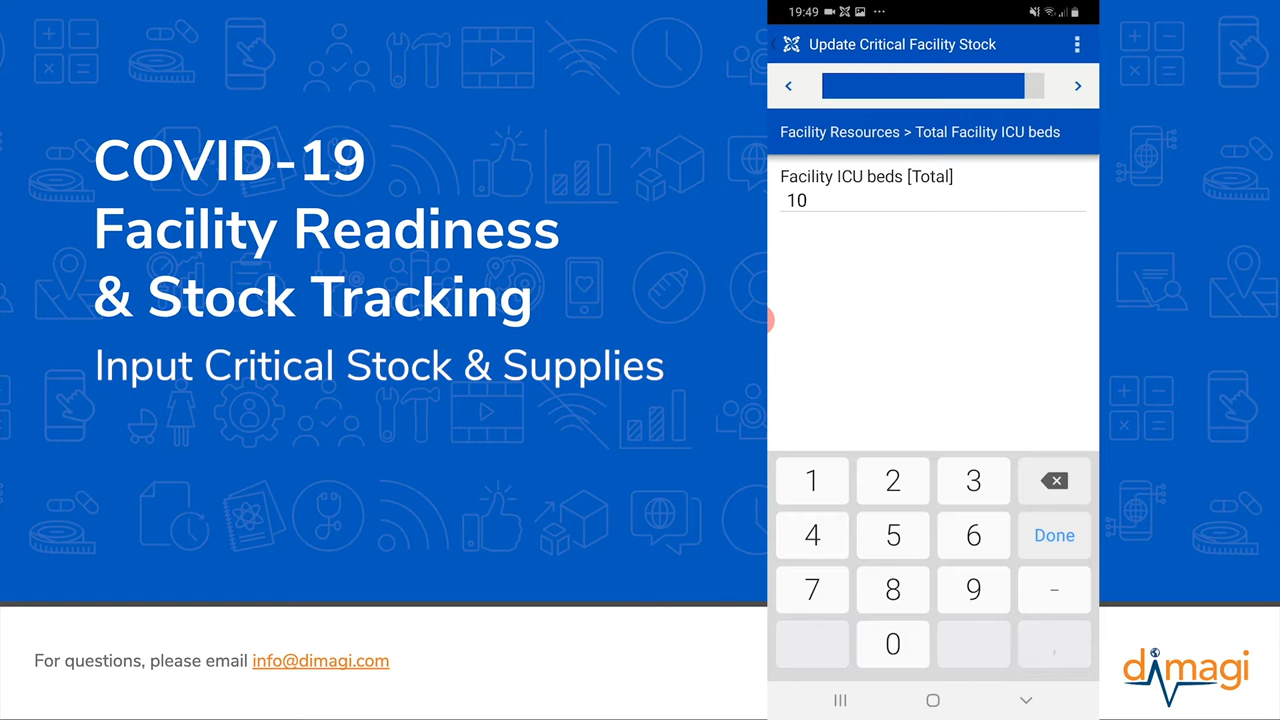 COVID-19
Facility Readiness
& Stock Tracking
Input Critical Stock & Supplies
For questions, please email info@dimagi.com
19:49
Update Critical Facility Stock
Facility Resources > Total Facility ICU beds
Facility ICU beds [Total]
10
1 2 3
4 5 6 Done
7 8 9 -
0 ,
dimagi